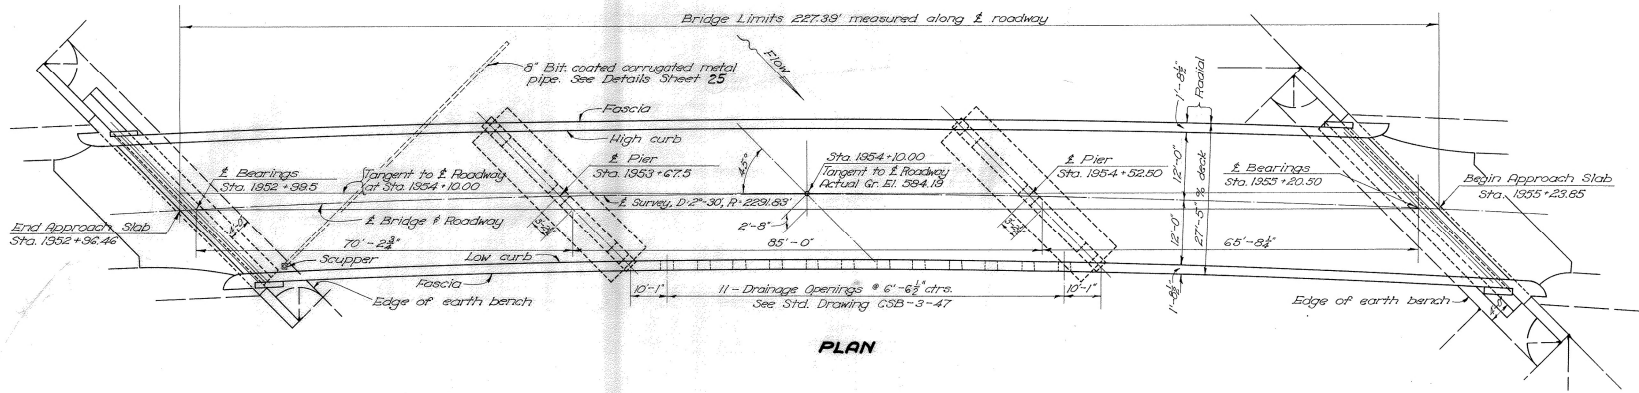 Bridge Limits 227.39' measured along ℄ roadway
8" Bit. coated corrugated metal
pipe. See Details Sheet 25
Flow
Fascia
High curb
1'-8½"
Radial
℄ Bearings
Sta. 1952+99.5
Tangent to ℄ Roadway
at Sta. 1954+10.00
℄ Pier
Sta. 1953+67.5
45°
Sta. 1954+10.00
Tangent to ℄ Roadway
Actual Gr. El. 594.19
℄ Pier
Sta. 1954+52.50
12'-0"
27'-5" % deck
℄ Bearings
Sta. 1955+20.50
Begin Approach Slab
Sta. 1955+23.85
℄ Survey, D=2°-30', R=2291.83'
End Approach Slab
Sta. 1952+96.46
℄ Bridge & Roadway
2'-8"
12'-0"
70'-2¾"
85'-0"
65'-8¼"
Scupper
Low curb
Fascia
Edge of earth bench
10'-1"
11-Drainage Openings @ 6'-6½" ctrs.
10'-1"
See Std. Drawing CSB-3-47
1'-8½"
Edge of earth bench
PLAN